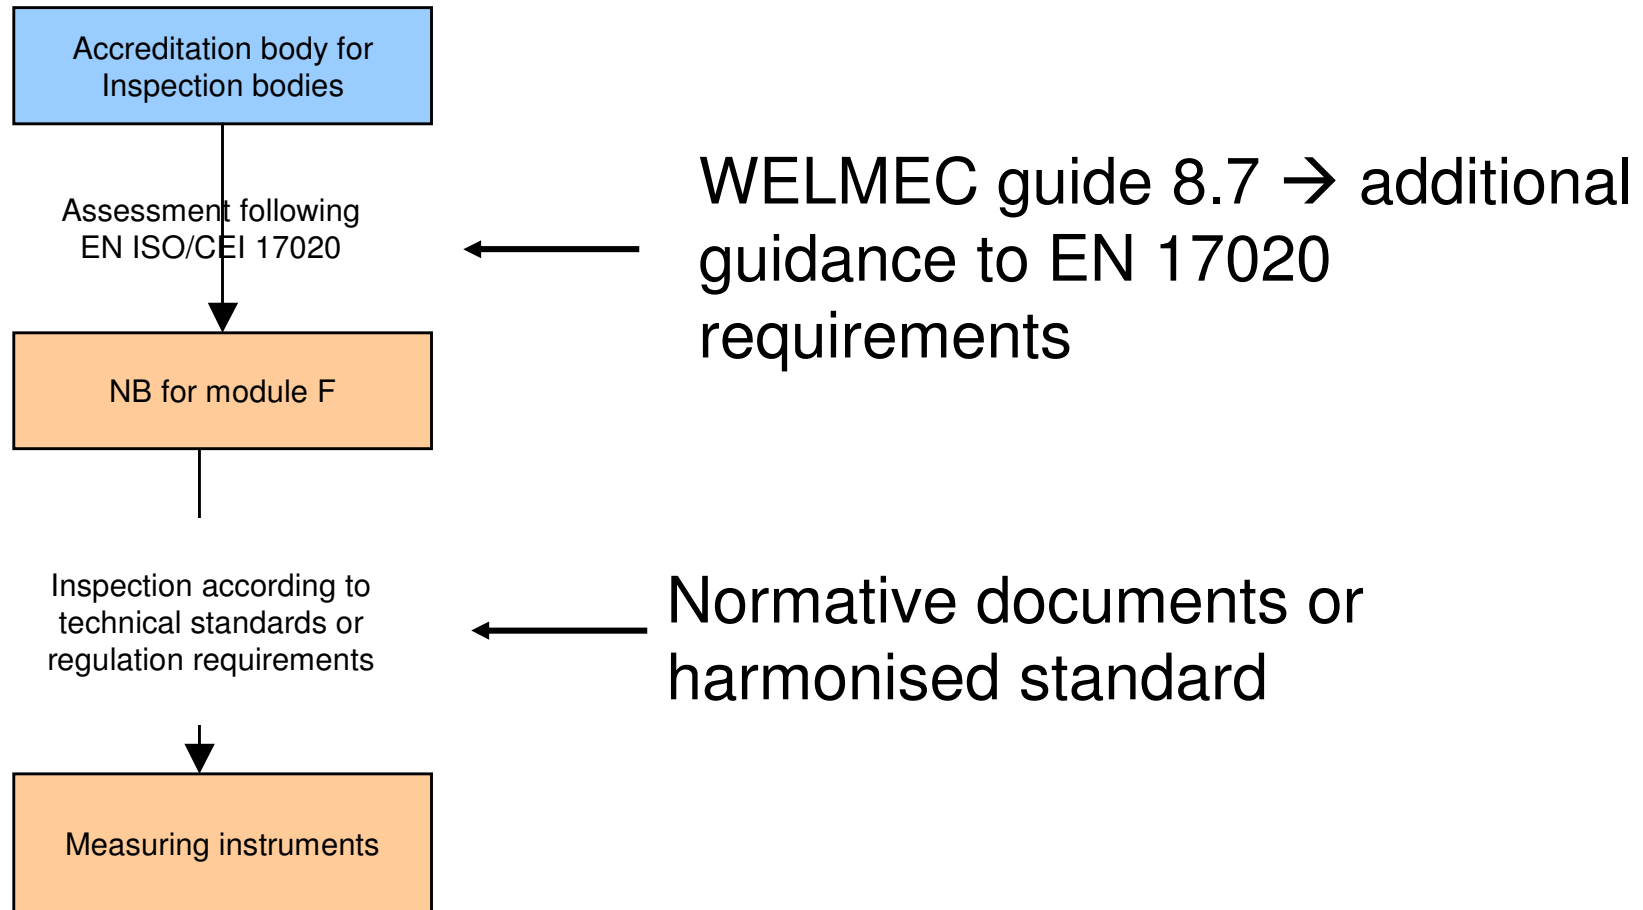 Accreditation body for
Inspection bodies
Assessment following
EN ISO/CEI 17020
WELMEC guide 8.7 → additional
guidance to EN 17020
requirements
NB for module F
Inspection according to
technical standards or
regulation requirements
Normative documents or
harmonised standard
Measuring instruments